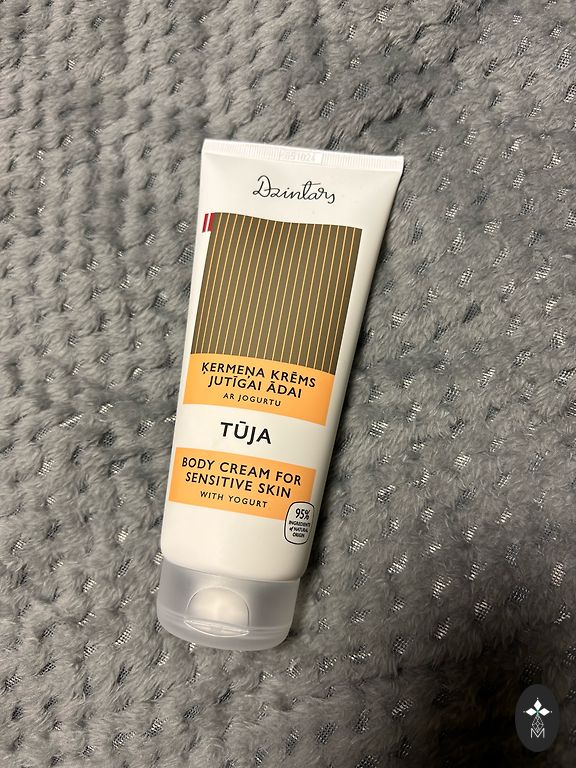 Dzintars
ĶERMEŅA KRĒMS
JUTĪGAI ĀDAI
AR JOGURTU
TŪJA
BODY CREAM FOR
SENSITIVE SKIN
WITH YOGURT
95%
INGREDIENTS
of NATURAL
ORIGIN